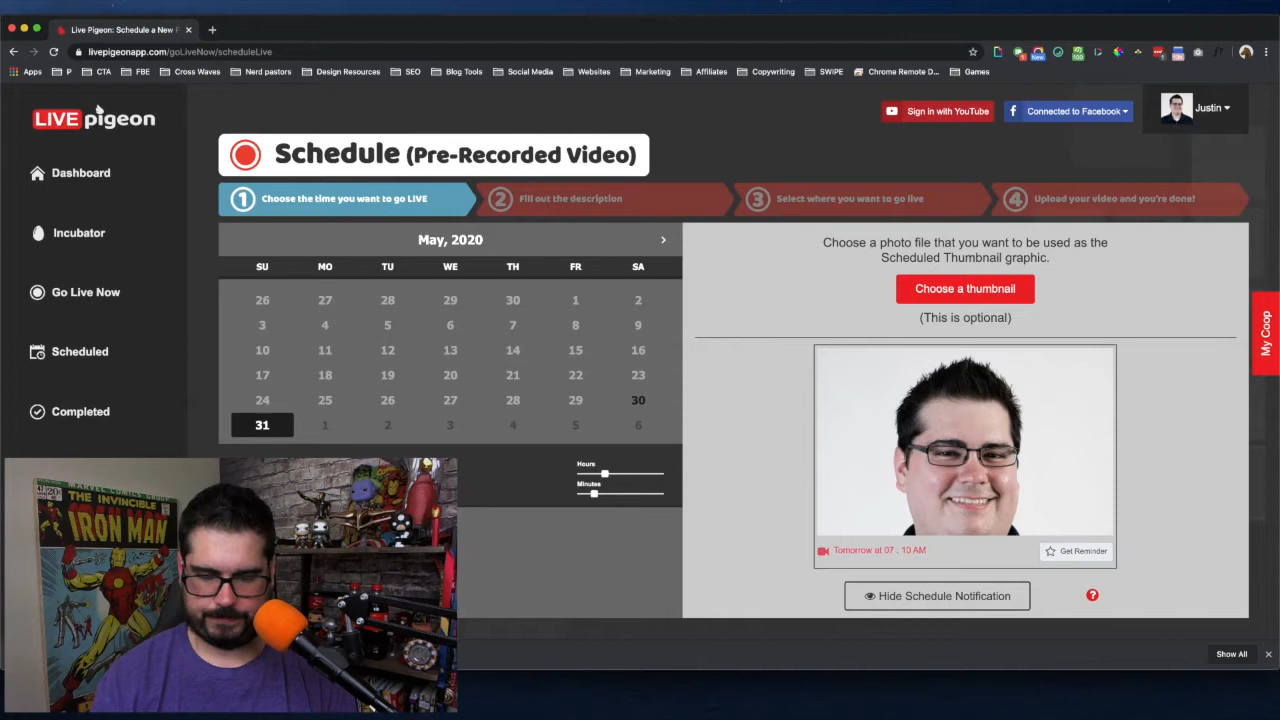 Live Pigeon: Schedule a New P
livepigeonapp.com/goLiveNow/scheduleLive
Apps P CTA FBE Cross Waves Nerd pastors Design Resources SEO Blog Tools Social Media Websites Marketing Affiliates Copywriting SWIPE Chrome Remote D... Games
LIVE pigeon
Sign in with YouTube
Connected to Facebook
Justin
Dashboard
Incubator
Go Live Now
Scheduled
Completed
Schedule (Pre-Recorded Video)
1 Choose the time you want to go LIVE
2 Fill out the description
3 Select where you want to go live
4 Upload your video and you're done!
May, 2020
SU MO TU WE TH FR SA
26 27 28 29 30 1 2
3 4 5 6 7 8 9
10 11 12 13 14 15 16
17 18 19 20 21 22 23
24 25 26 27 28 29 30
31 1 2 3 4 5 6
Hours
Minutes
Choose a photo file that you want to be used as the
Scheduled Thumbnail graphic.
Choose a thumbnail
(This is optional)
Tomorrow at 07 : 10 AM
Get Reminder
Hide Schedule Notification
?
My Coop
Show All
MARVEL COMICS GROUP
THE INVINCIBLE
IRON MAN